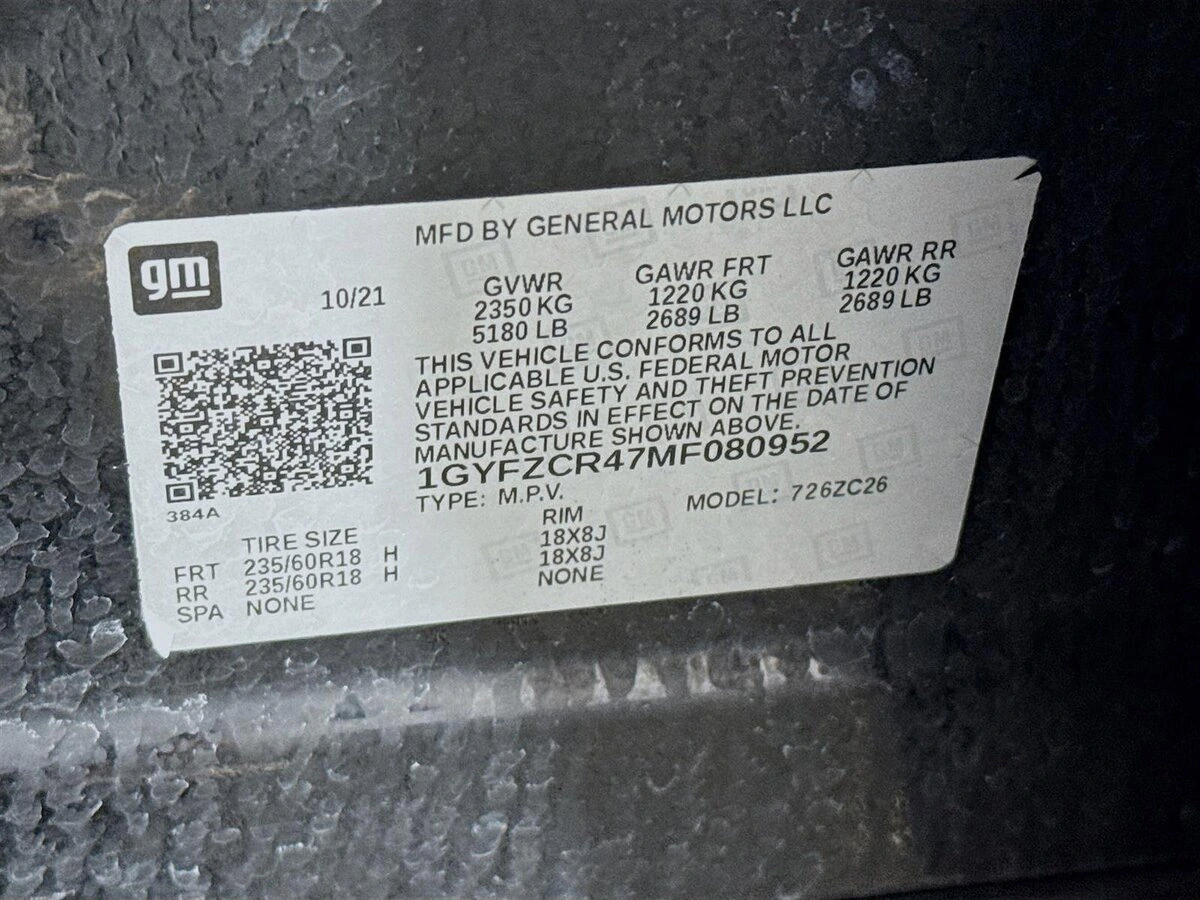 MFD BY GENERAL MOTORS LLC
gm
10/21
GVWR
2350 KG
5180 LB
GAWR FRT
1220 KG
2689 LB
GAWR RR
1220 KG
2689 LB
THIS VEHICLE CONFORMS TO ALL
APPLICABLE U.S. FEDERAL MOTOR
VEHICLE SAFETY AND THEFT PREVENTION
STANDARDS IN EFFECT ON THE DATE OF
MANUFACTURE SHOWN ABOVE.
1GYFZCR47MF080952
TYPE: M.P.V. MODEL: 726ZC26
384A
TIRE SIZE RIM
FRT 235/60R18 H 18X8J
RR 235/60R18 H 18X8J
SPA NONE NONE